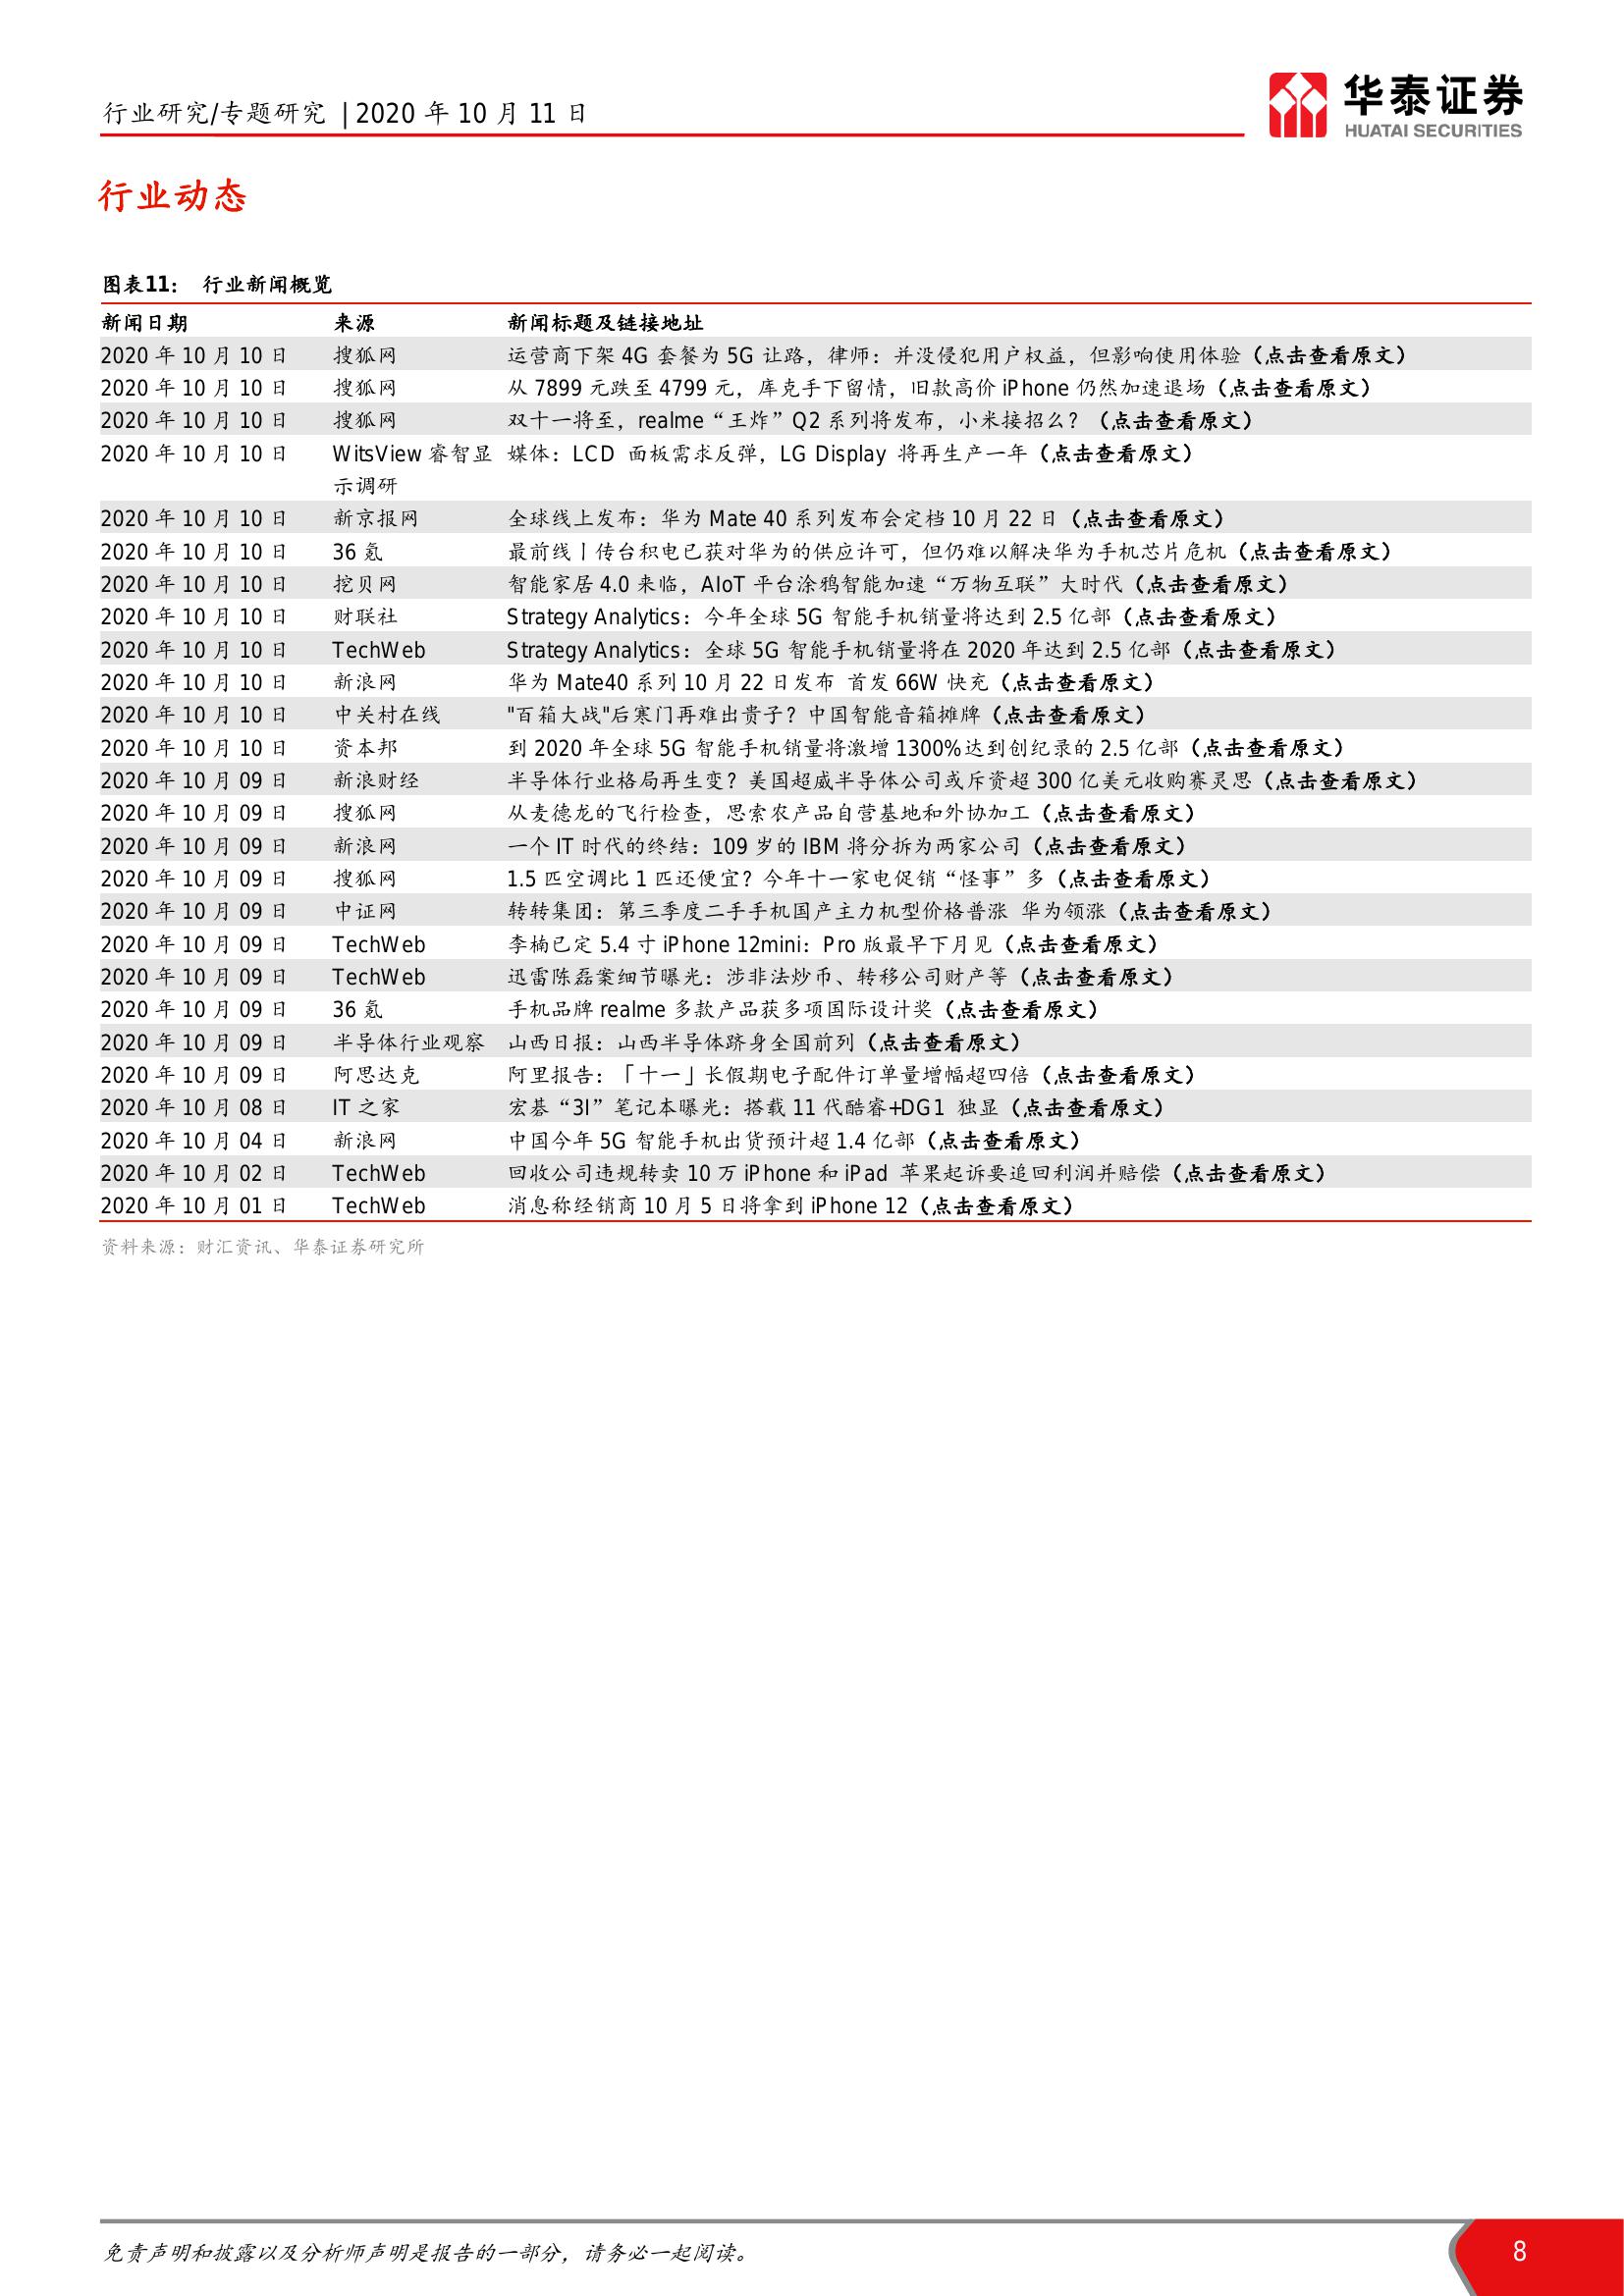 行业研究/专题研究 | 2020 年 10 月 11 日
华泰证券
HUATAI SECURITIES
行业动态
图表11： 行业新闻概览
新闻日期 来源 新闻标题及链接地址
2020 年 10 月 10 日 搜狐网 运营商下架 4G 套餐为 5G 让路，律师：并没侵犯用户权益，但影响使用体验（点击查看原文）
2020 年 10 月 10 日 搜狐网 从 7899 元跌至 4799 元，库克手下留情，旧款高价 iPhone 仍然加速退场（点击查看原文）
2020 年 10 月 10 日 搜狐网 双十一将至，realme“王炸”Q2 系列将发布，小米接招么？（点击查看原文）
2020 年 10 月 10 日 WitsView 睿智显 媒体：LCD 面板需求反弹，LG Display 将再生产一年（点击查看原文）
示调研
2020 年 10 月 10 日 新京报网 全球线上发布：华为 Mate 40 系列发布会定档 10 月 22 日（点击查看原文）
2020 年 10 月 10 日 36 氪 最前线丨传台积电已获对华为的供应许可，但仍难以解决华为手机芯片危机（点击查看原文）
2020 年 10 月 10 日 挖贝网 智能家居 4.0 来临，AIoT 平台涂鸦智能加速“万物互联”大时代（点击查看原文）
2020 年 10 月 10 日 财联社 Strategy Analytics：今年全球 5G 智能手机销量将达到 2.5 亿部（点击查看原文）
2020 年 10 月 10 日 TechWeb Strategy Analytics：全球 5G 智能手机销量将在 2020 年达到 2.5 亿部（点击查看原文）
2020 年 10 月 10 日 新浪网 华为 Mate40 系列 10 月 22 日发布 首发 66W 快充（点击查看原文）
2020 年 10 月 10 日 中关村在线 "百箱大战"后寒门再难出贵子？中国智能音箱摊牌（点击查看原文）
2020 年 10 月 10 日 资本邦 到 2020 年全球 5G 智能手机销量将激增 1300%达到创纪录的 2.5 亿部（点击查看原文）
2020 年 10 月 09 日 新浪财经 半导体行业格局再生变？美国超威半导体公司或斥资超 300 亿美元收购赛灵思（点击查看原文）
2020 年 10 月 09 日 搜狐网 从麦德龙的飞行检查，思索农产品自营基地和外协加工（点击查看原文）
2020 年 10 月 09 日 新浪网 一个 IT 时代的终结：109 岁的 IBM 将分拆为两家公司（点击查看原文）
2020 年 10 月 09 日 搜狐网 1.5 匹空调比 1 匹还便宜？今年十一家电促销“怪事”多（点击查看原文）
2020 年 10 月 09 日 中证网 转转集团：第三季度二手手机国产主力机型价格普涨 华为领涨（点击查看原文）
2020 年 10 月 09 日 TechWeb 李楠已定 5.4 寸 iPhone 12mini：Pro 版最早下月见（点击查看原文）
2020 年 10 月 09 日 TechWeb 迅雷陈磊案细节曝光：涉非法炒币、转移公司财产等（点击查看原文）
2020 年 10 月 09 日 36 氪 手机品牌 realme 多款产品获多项国际设计奖（点击查看原文）
2020 年 10 月 09 日 半导体行业观察 山西日报：山西半导体跻身全国前列（点击查看原文）
2020 年 10 月 09 日 阿思达克 阿里报告：「十一」长假期电子配件订单量增幅超四倍（点击查看原文）
2020 年 10 月 08 日 IT 之家 宏碁“3I”笔记本曝光：搭载 11 代酷睿+DG1 独显（点击查看原文）
2020 年 10 月 04 日 新浪网 中国今年 5G 智能手机出货预计超 1.4 亿部（点击查看原文）
2020 年 10 月 02 日 TechWeb 回收公司违规转卖 10 万 iPhone 和 iPad 苹果起诉要追回利润并赔偿（点击查看原文）
2020 年 10 月 01 日 TechWeb 消息称经销商 10 月 5 日将拿到 iPhone 12（点击查看原文）
资料来源：财汇资讯、华泰证券研究所
免责声明和披露以及分析师声明是报告的一部分，请务必一起阅读。 8